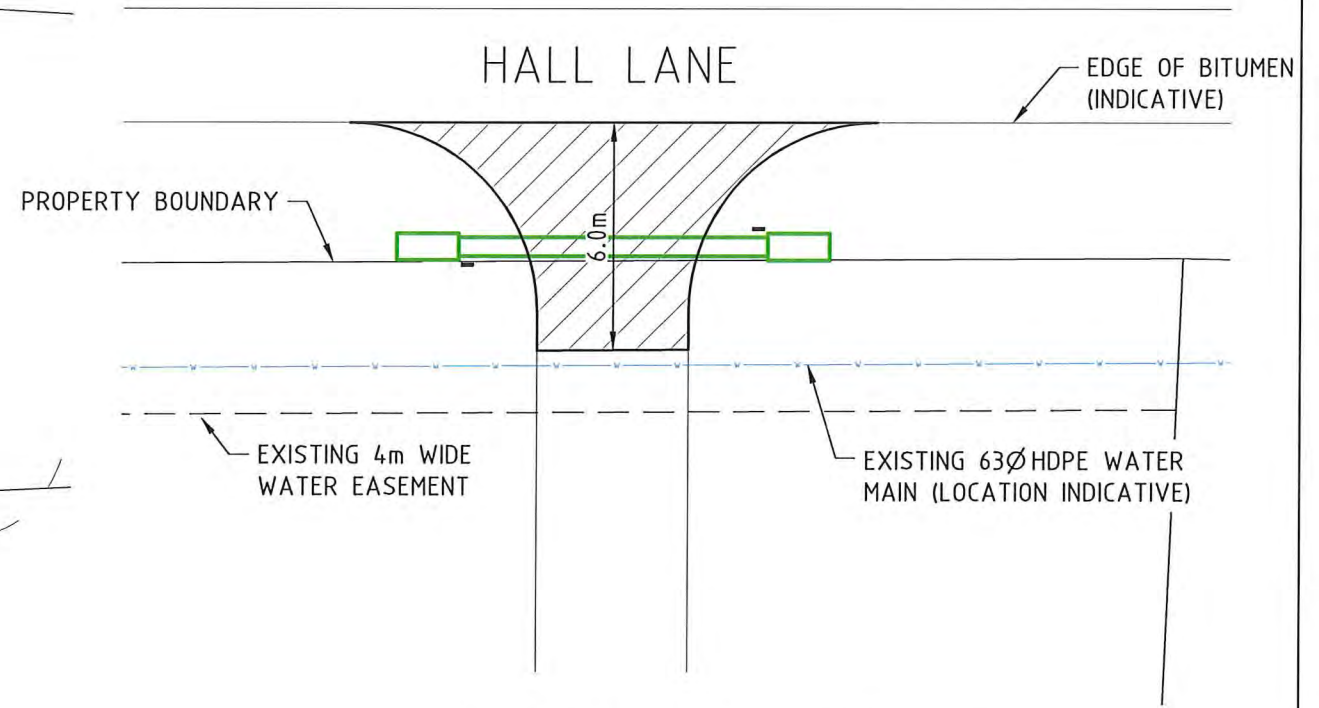 HALL LANE
EDGE OF BITUMEN
(INDICATIVE)
PROPERTY BOUNDARY
6.0m
EXISTING 4m WIDE
WATER EASEMENT
EXISTING 63Ø HDPE WATER
MAIN (LOCATION INDICATIVE)
W W W W W W W W W W W W W W W W W W W